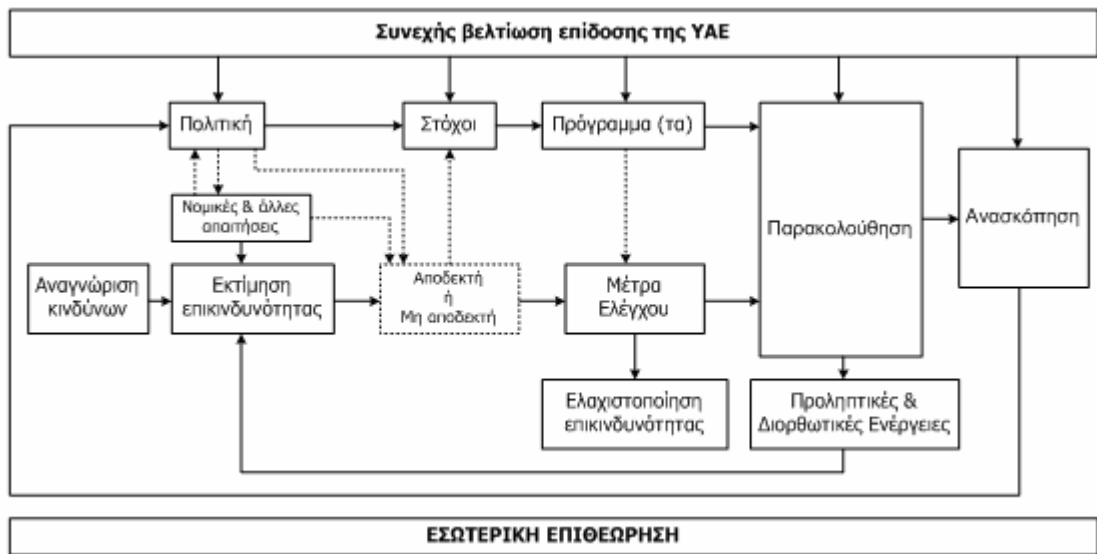 Συνεχής βελτίωση επίδοσης της ΥΑΕ
Πολιτική
Στόχοι
Πρόγραμμα (τα)
Παρακολούθηση
Ανασκόπηση
Νομικές & άλλες
απαιτήσεις
Αναγνώριση
κινδύνων
Εκτίμηση
επικινδυνότητας
Αποδεκτή
ή
Μη αποδεκτή
Μέτρα
Ελέγχου
Ελαχιστοποίηση
επικινδυνότητας
Προληπτικές &
Διορθωτικές Ενέργειες
ΕΣΩΤΕΡΙΚΗ ΕΠΙΘΕΩΡΗΣΗ